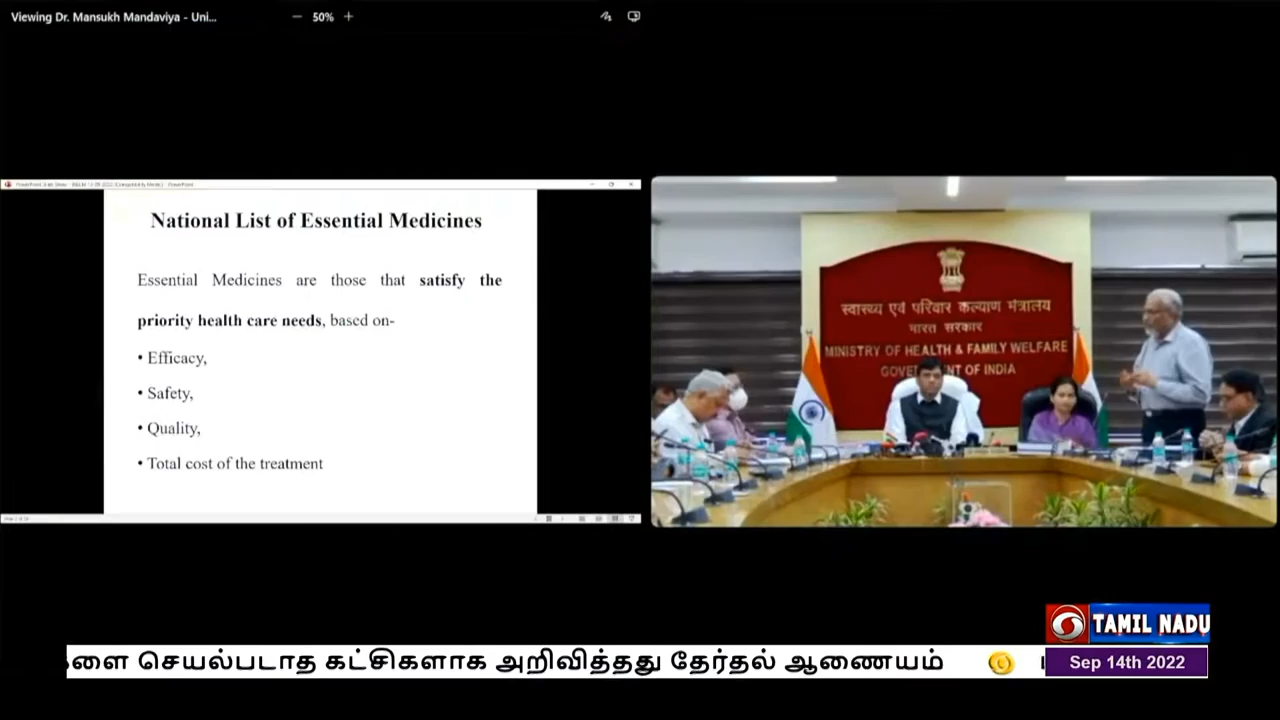 Viewing Dr. Mansukh Mandaviya - Uni...
50%
National List of Essential Medicines
Essential Medicines are those that satisfy the
priority health care needs, based on-
• Efficacy,
• Safety,
• Quality,
• Total cost of the treatment
स्वास्थ्य एवं परिवार कल्याण मंत्रालय
भारत सरकार
MINISTRY OF HEALTH & FAMILY WELFARE
GOVERNMENT OF INDIA
TAMIL NADU
களை செயல்படாத கட்சிகளாக அறிவித்தது தேர்தல் ஆணையம்
Sep 14th 2022